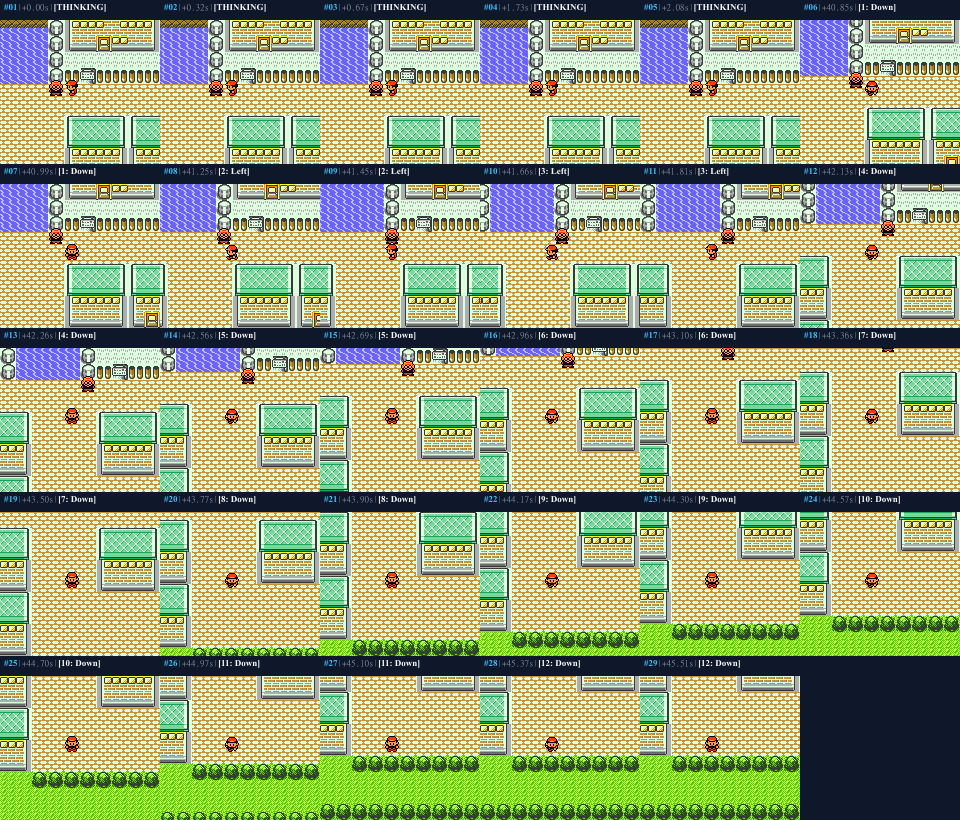 #01|+0.00s|[THINKING]
#02|+0.32s|[THINKING]
#03|+0.67s|[THINKING]
#04|+1.73s|[THINKING]
#05|+2.08s|[THINKING]
#06|+40.85s|[1: Down]
#07|+40.99s|[1: Down]
#08|+41.25s|[2: Left]
#09|+41.45s|[2: Left]
#10|+41.66s|[3: Left]
#11|+41.81s|[3: Left]
#12|+42.13s|[4: Down]
#13|+42.26s|[4: Down]
#14|+42.56s|[5: Down]
#15|+42.69s|[5: Down]
#16|+42.96s|[6: Down]
#17|+43.10s|[6: Down]
#18|+43.36s|[7: Down]
#19|+43.50s|[7: Down]
#20|+43.77s|[8: Down]
#21|+43.90s|[8: Down]
#22|+44.17s|[9: Down]
#23|+44.30s|[9: Down]
#24|+44.57s|[10: Down]
#25|+44.70s|[10: Down]
#26|+44.97s|[11: Down]
#27|+45.10s|[11: Down]
#28|+45.37s|[12: Down]
#29|+45.51s|[12: Down]